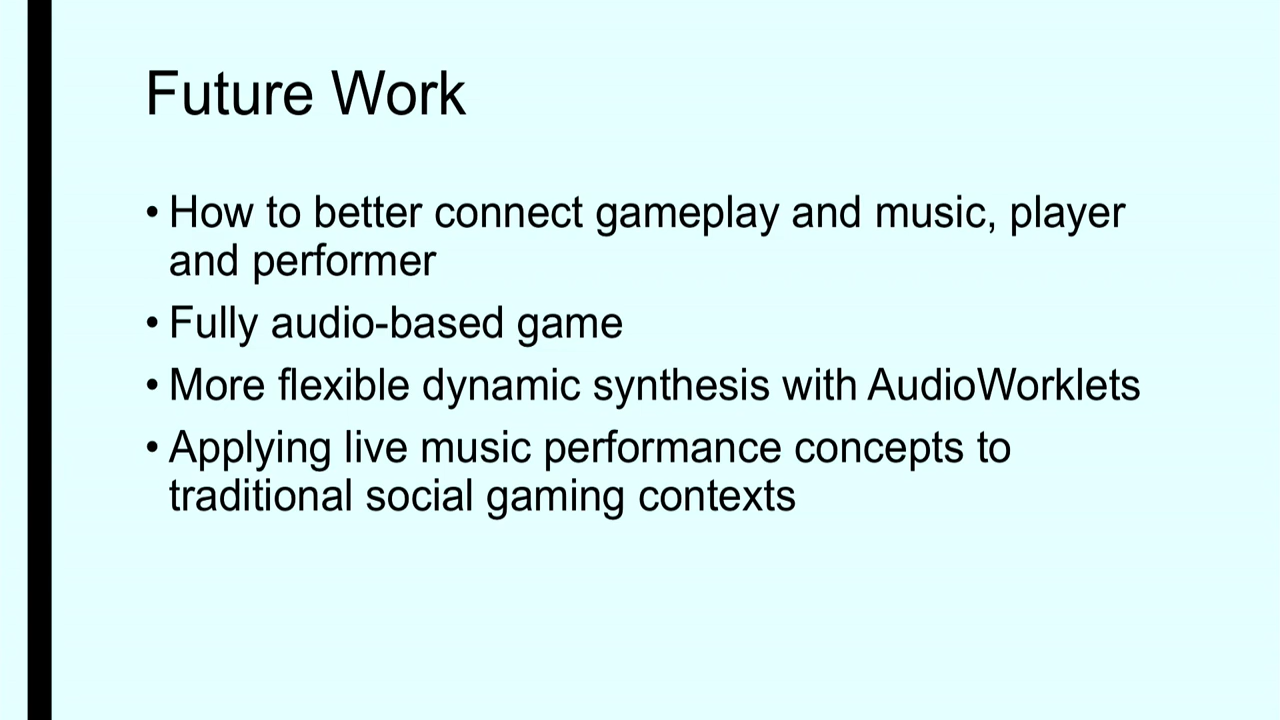 Future Work
• How to better connect gameplay and music, player
and performer
• Fully audio-based game
• More flexible dynamic synthesis with AudioWorklets
• Applying live music performance concepts to
traditional social gaming contexts